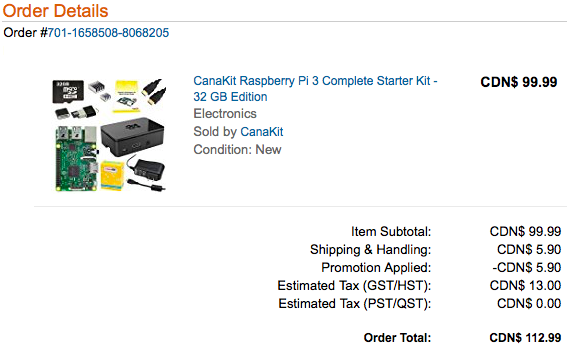 Order Details
Order #701-1658508-8068205
CanaKit Raspberry Pi 3 Complete Starter Kit - CDN$ 99.99
32 GB Edition
Electronics
Sold by CanaKit
Condition: New
32GB
Item Subtotal: CDN$ 99.99
Shipping & Handling: CDN$ 5.90
Promotion Applied: -CDN$ 5.90
Estimated Tax (GST/HST): CDN$ 13.00
Estimated Tax (PST/QST): CDN$ 0.00
Order Total: CDN$ 112.99